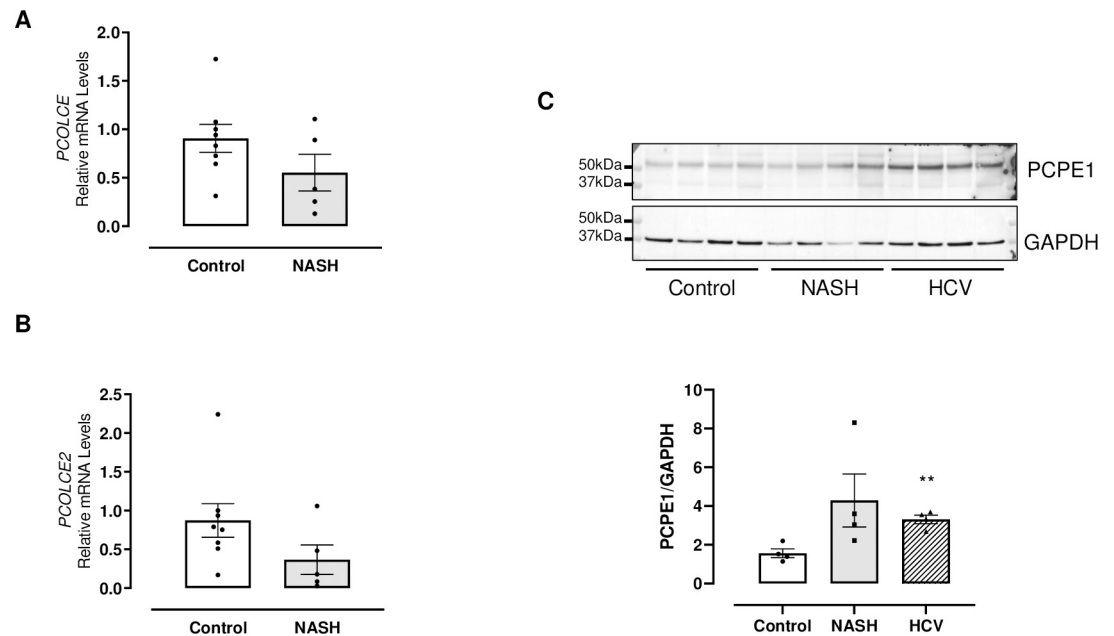 A
PCOLCE
Relative mRNA Levels
2.0
1.5
1.0
0.5
0.0
Control NASH
B
PCOLCE2
Relative mRNA Levels
2.5
2.0
1.5
1.0
0.5
0.0
Control NASH
C
50kDa
37kDa
PCPE1
50kDa
37kDa
GAPDH
Control NASH HCV
PCPE1/GAPDH
10
8
6
4
2
0
**
Control NASH HCV